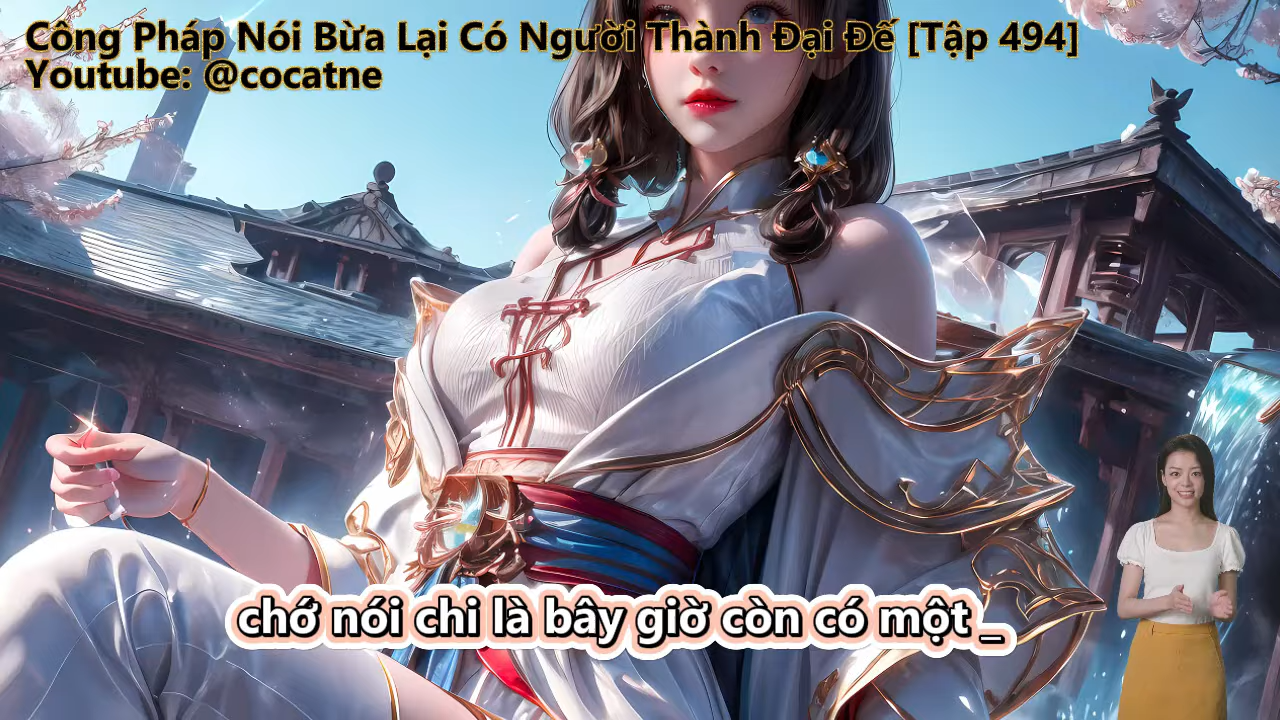 Công Pháp Nói Bừa Lại Có Người Thành Đại Đế [Tập 494]
Youtube: @cocatne
chớ nói chi là bây giờ còn có một _